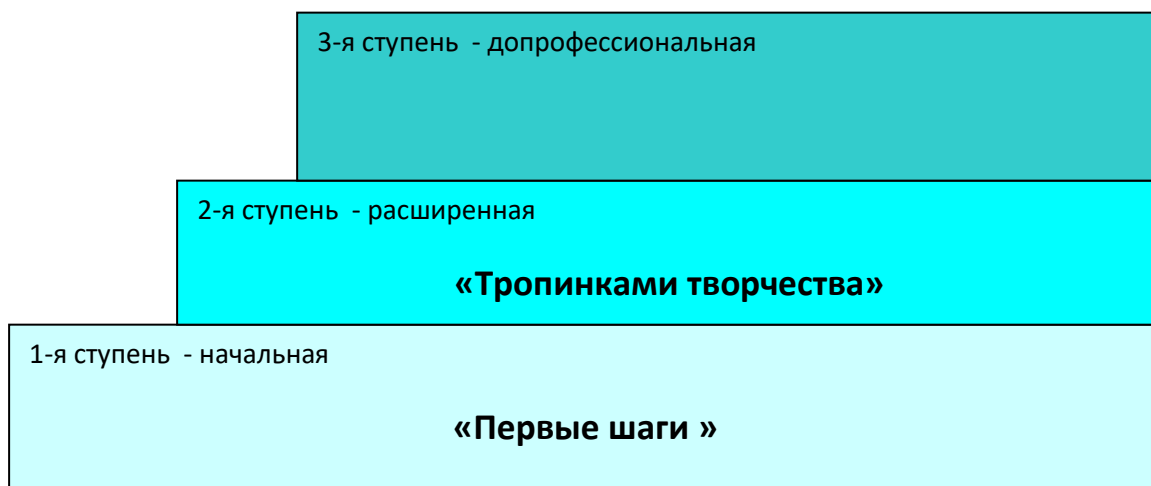 3-я ступень - допрофессиональная
2-я ступень - расширенная
«Тропинками творчества»
1-я ступень - начальная
«Первые шаги »